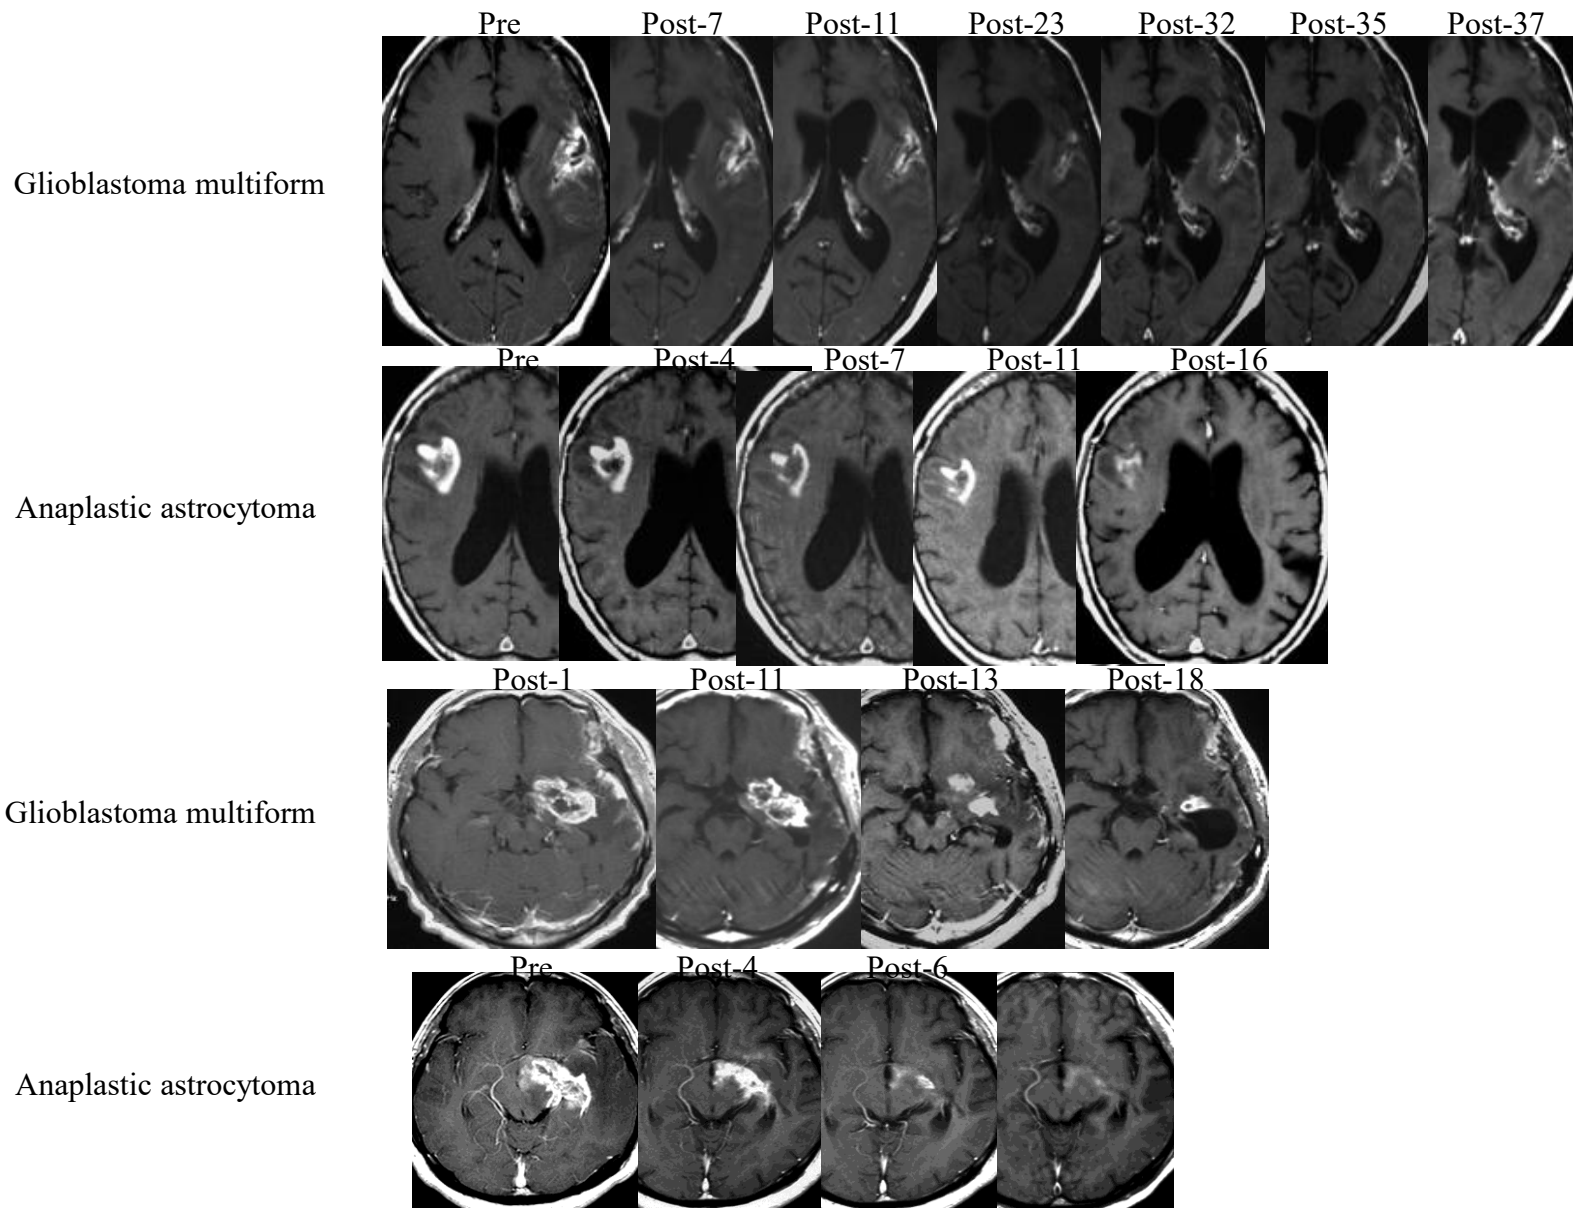 Pre Post-7 Post-11 Post-23 Post-32 Post-35 Post-37
Glioblastoma multiform
Pre Post-4 Post-7 Post-11 Post-16
Anaplastic astrocytoma
Post-1 Post-11 Post-13 Post-18
Glioblastoma multiform
Pre Post-4 Post-6
Anaplastic astrocytoma